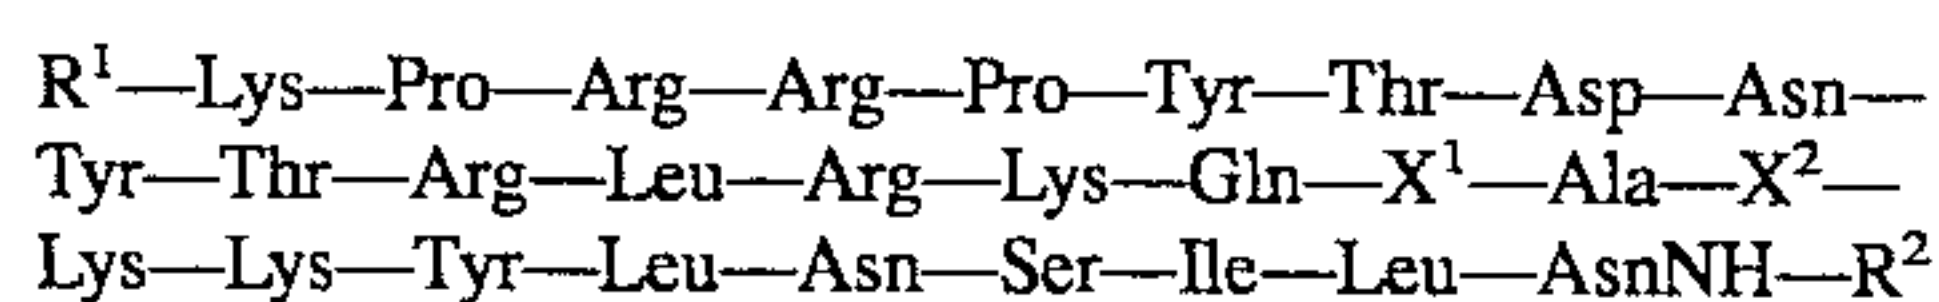 R¹—Lys—Pro—Arg—Arg—Pro—Tyr—Thr—Asp—Asn—
Tyr—Thr—Arg—Leu—Arg—Lys—Gln—X¹—Ala—X²—
Lys—Lys—Tyr—Leu—Asn—Ser—Ile—Leu—AsnNH—R²